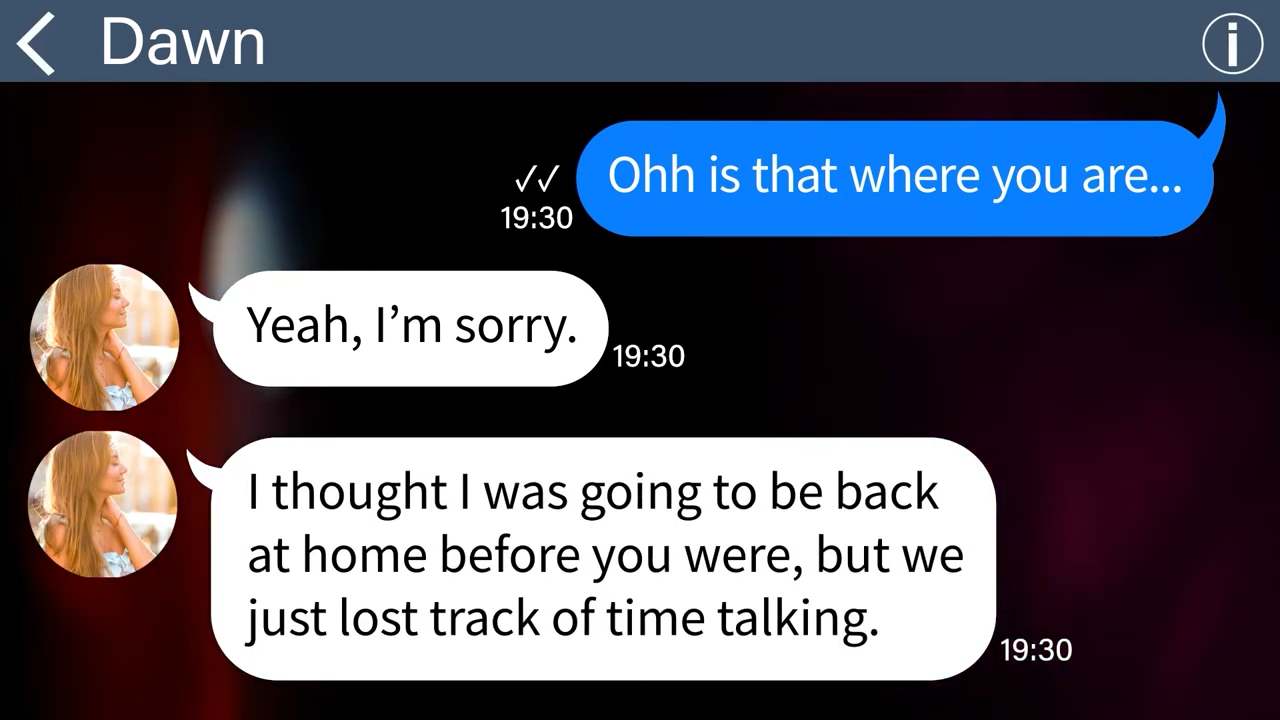 Dawn
Ohh is that where you are...
19:30
Yeah, I’m sorry.
19:30
I thought I was going to be back
at home before you were, but we
just lost track of time talking.
19:30